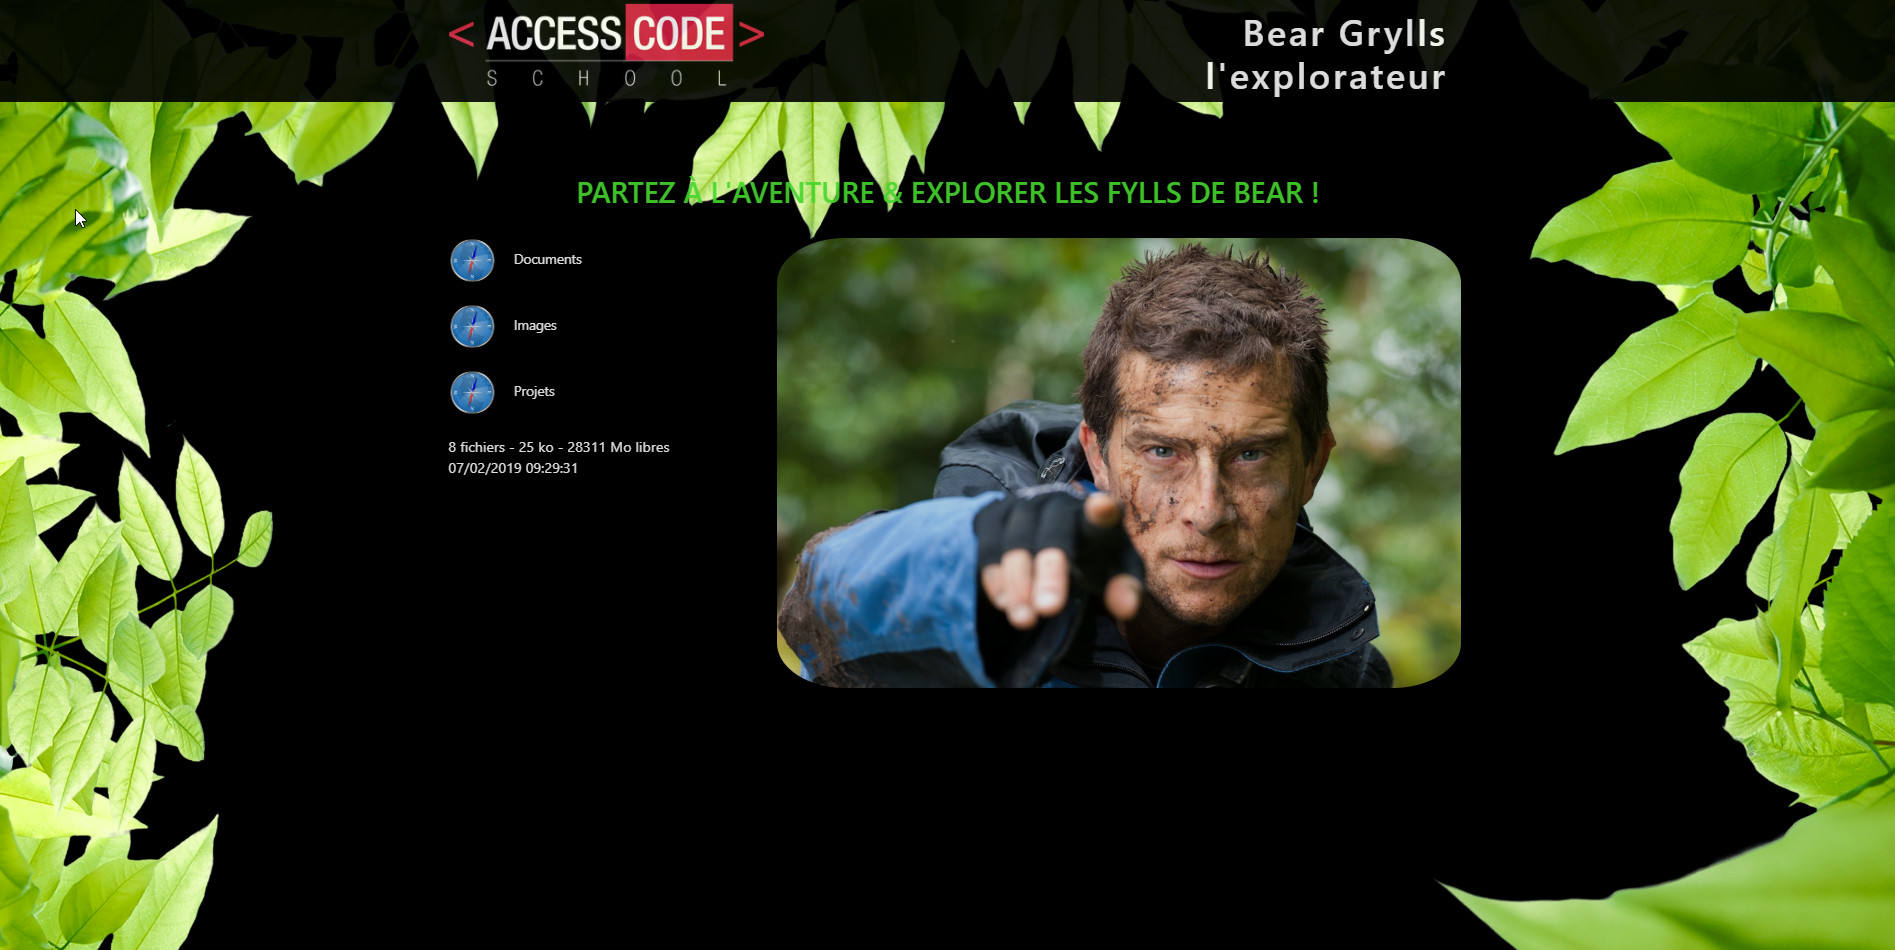 < ACCESS CODE >
SCHOOL
Bear Grylls
l'explorateur
PARTEZ À L'AVENTURE & EXPLORER LES FYLLS DE BEAR !
Documents
Images
Projets
8 fichiers - 25 ko - 28311 Mo libres
07/02/2019 09:29:31